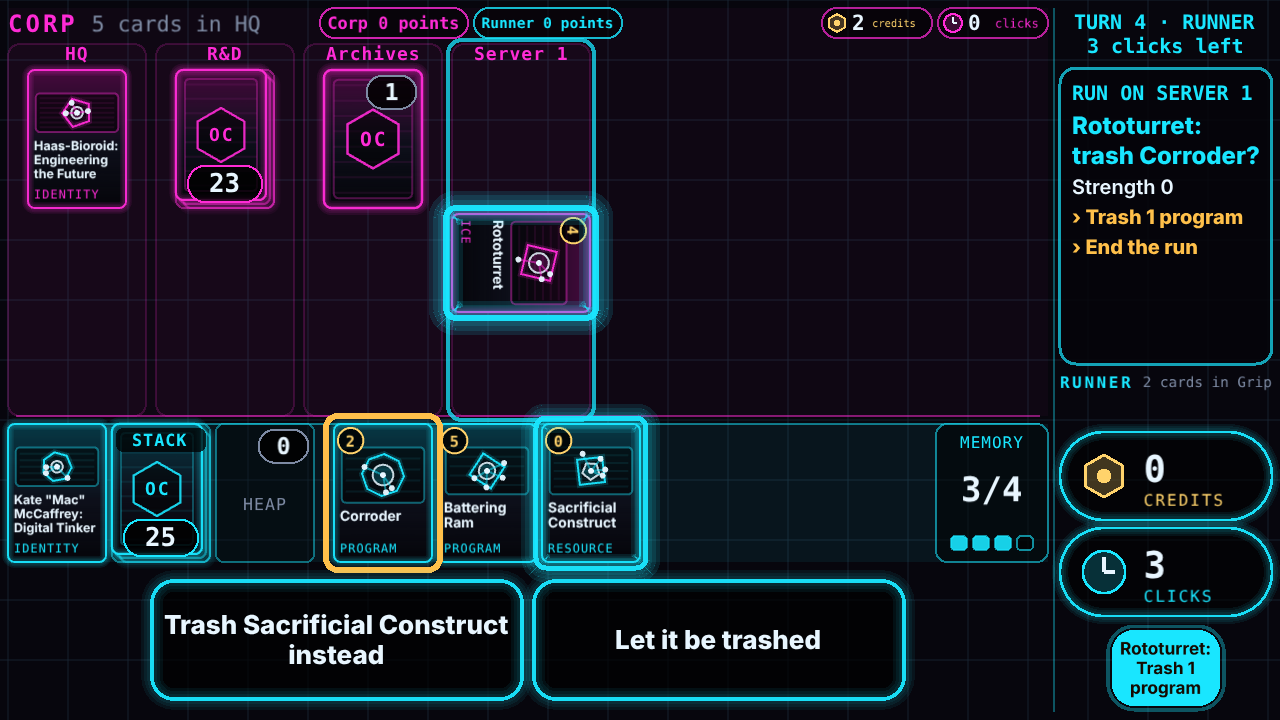 CORP 5 cards in HQ
Corp 0 points
Runner 0 points
2 credits
0 clicks
TURN 4 · RUNNER
3 clicks left
HQ
R&D
Archives
Server 1
Haas-Bioroid:
Engineering
the Future
IDENTITY
OC
23
1
OC
ICE
Rototurret
4
RUN ON SERVER 1
Rototurret:
trash Corroder?
Strength 0
› Trash 1 program
› End the run
RUNNER 2 cards in Grip
Kate "Mac"
McCaffrey:
Digital Tinker
IDENTITY
STACK
OC
25
0
HEAP
2
Corroder
PROGRAM
5
Battering
Ram
PROGRAM
0
Sacrificial
Construct
RESOURCE
MEMORY
3/4
0
CREDITS
3
CLICKS
Trash Sacrificial Construct
instead
Let it be trashed
Rototurret:
Trash 1
program